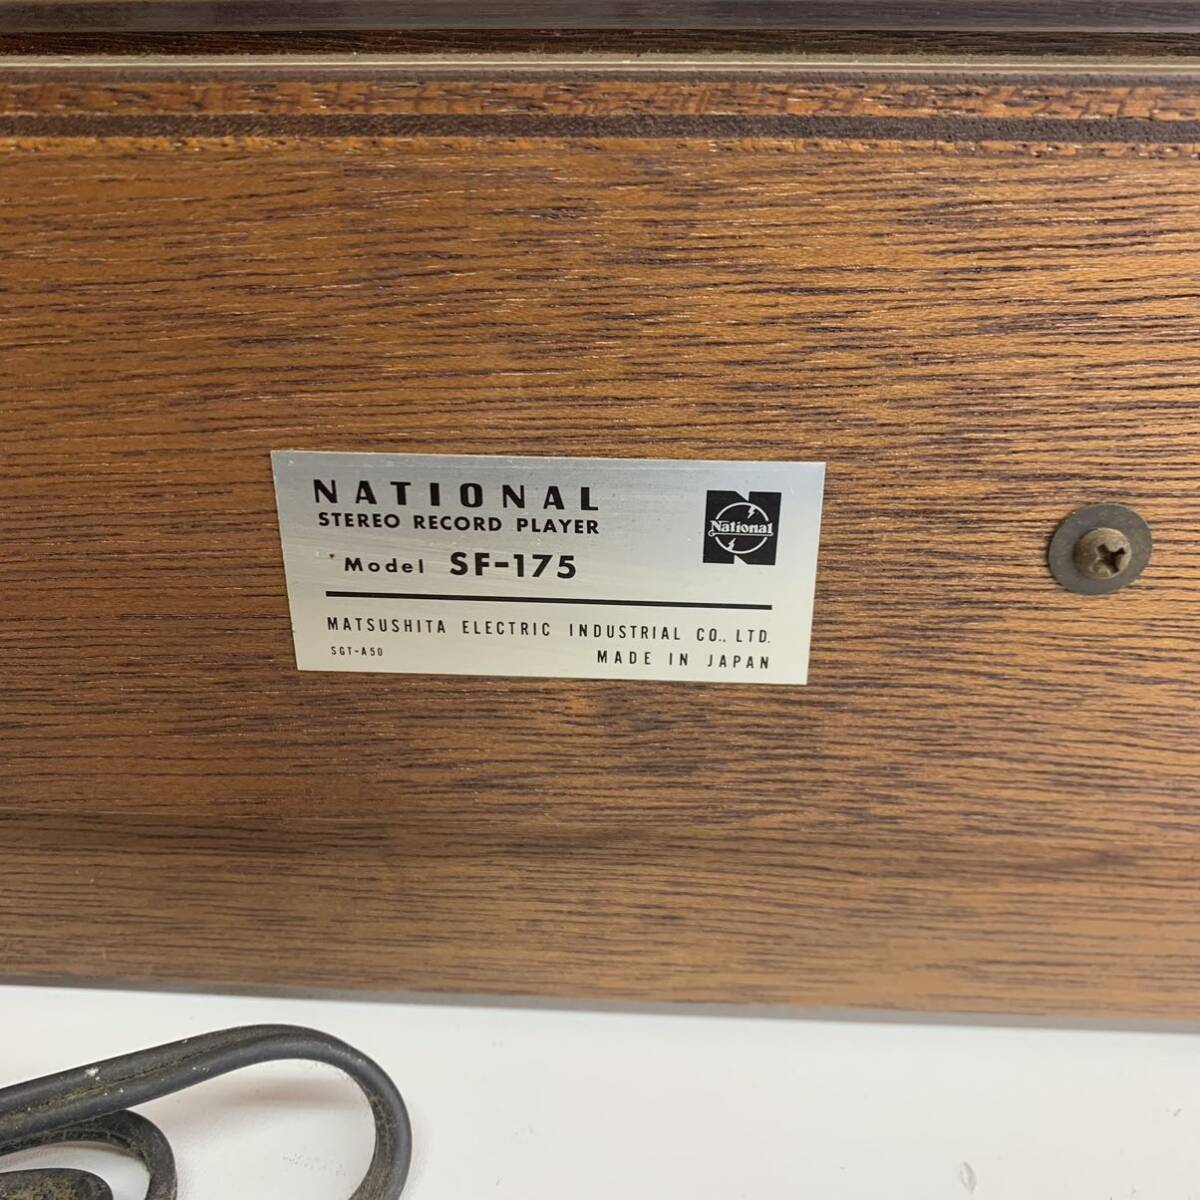 NATIONAL
STEREO RECORD PLAYER
Model SF-175
National
MATSUSHITA ELECTRIC INDUSTRIAL CO., LTD.
SGT-A50
MADE IN JAPAN